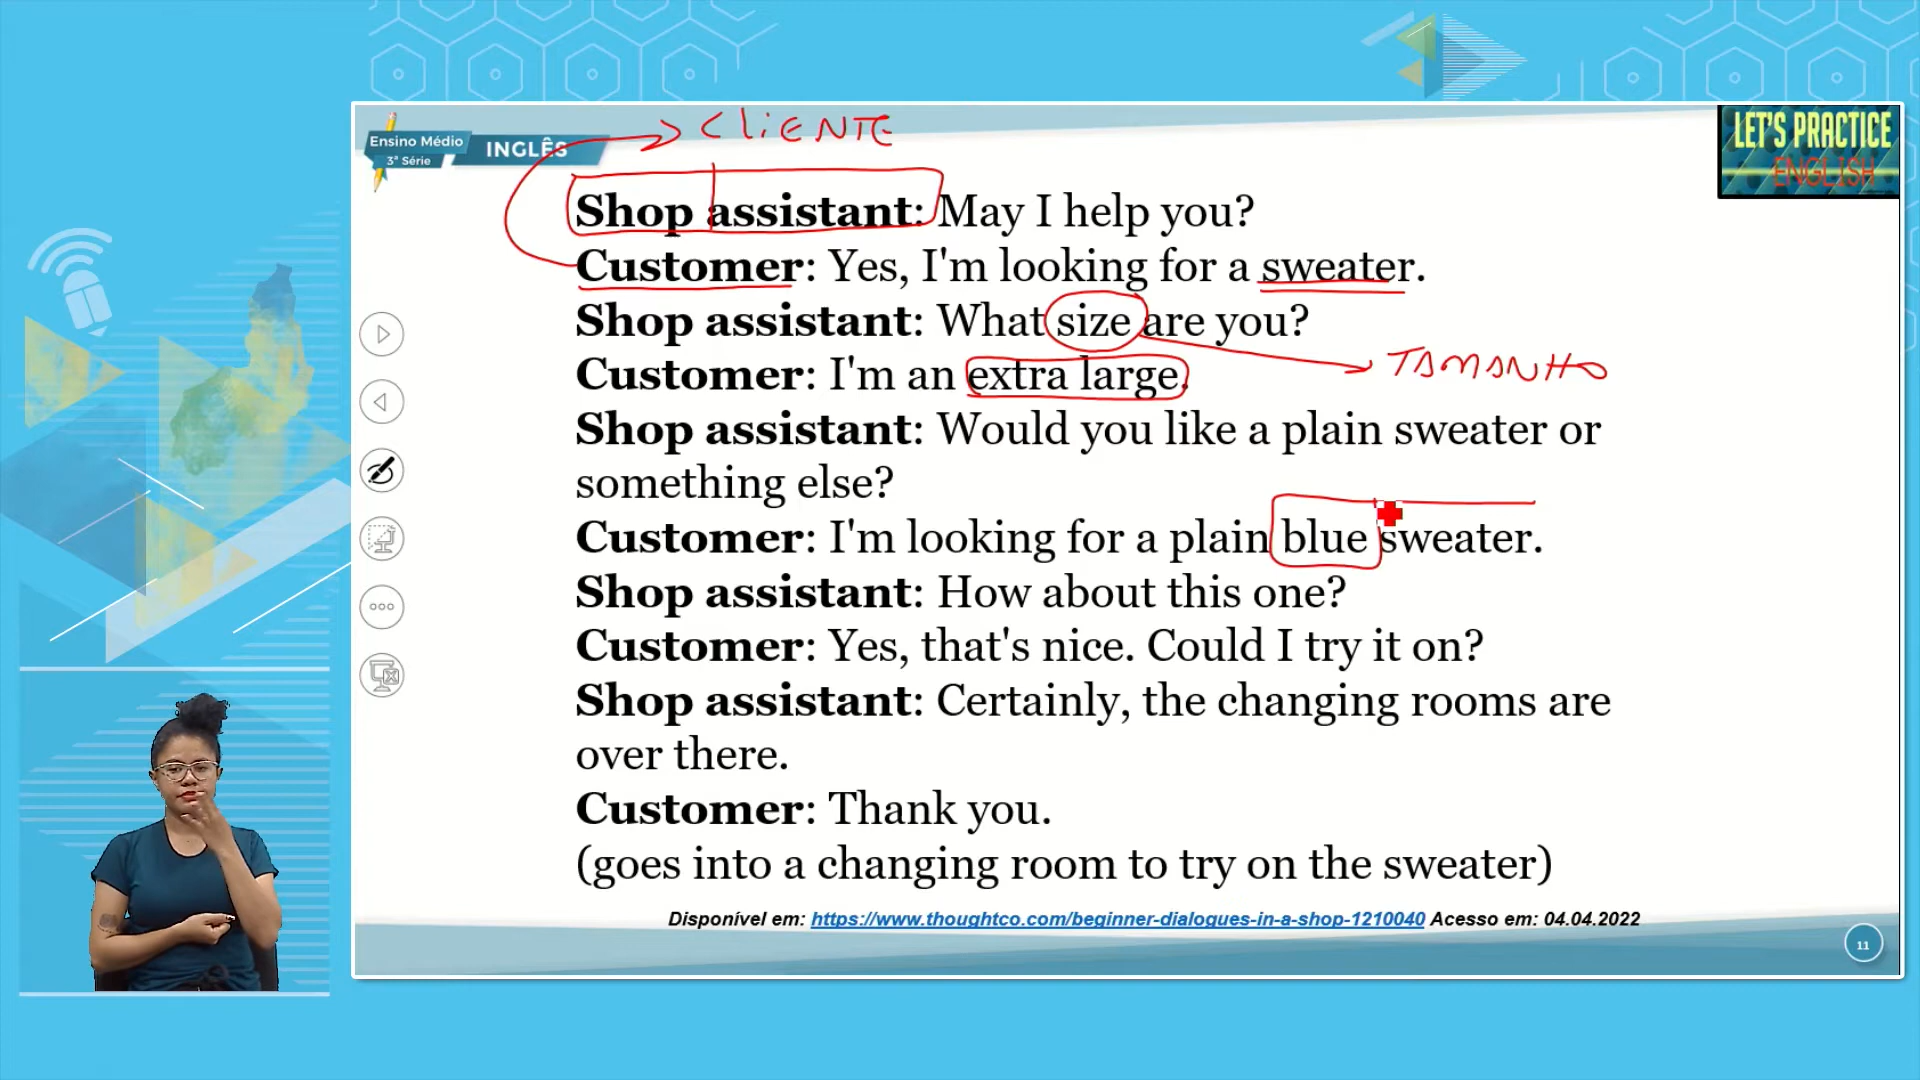 CLIENTE
Ensino Médio
3ª Série
INGLÊS
LET'S PRACTICE
ENGLISH
Shop assistant: May I help you?
Customer: Yes, I'm looking for a sweater.
Shop assistant: What size are you?
TAMANHO
Customer: I'm an extra large.
Shop assistant: Would you like a plain sweater or
something else?
Customer: I'm looking for a plain blue sweater.
Shop assistant: How about this one?
Customer: Yes, that's nice. Could I try it on?
Shop assistant: Certainly, the changing rooms are
over there.
Customer: Thank you.
(goes into a changing room to try on the sweater)
Disponível em: https://www.thoughtco.com/beginner-dialogues-in-a-shop-1210040 Acesso em: 04.04.2022
11